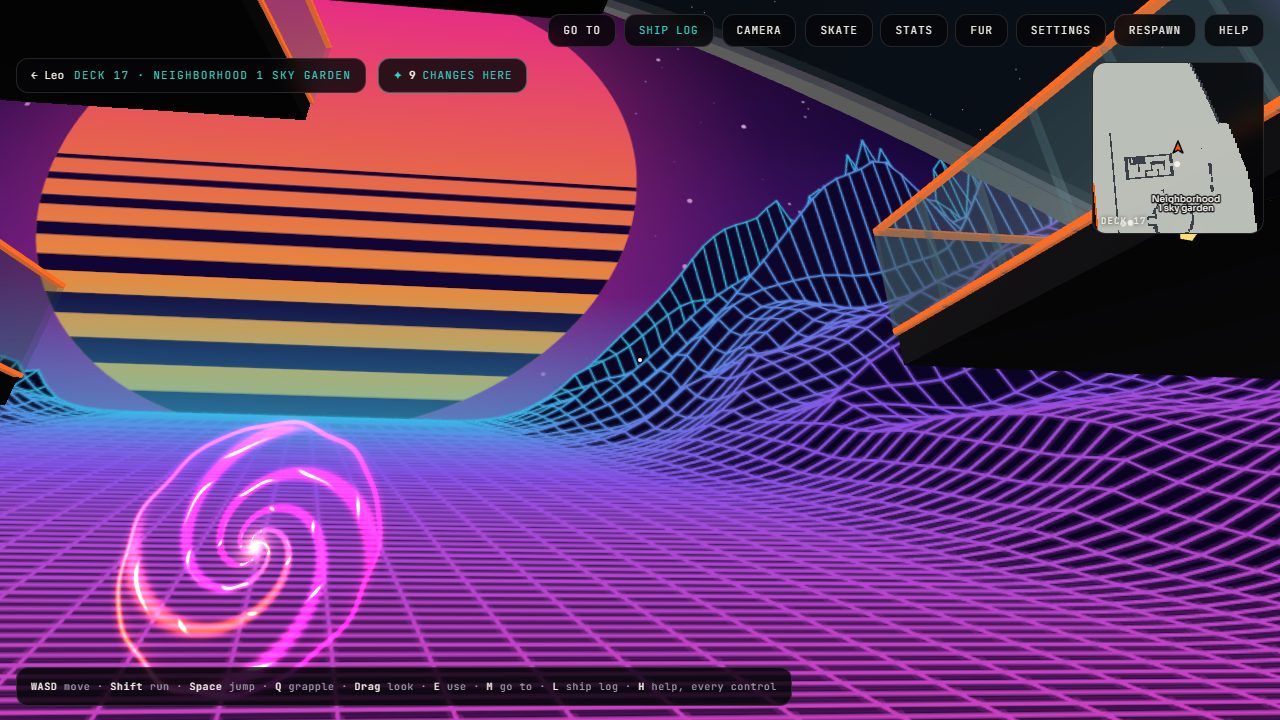 GO TO
SHIP LOG
CAMERA
SKATE
STATS
FUR
SETTINGS
RESPAWN
HELP
← Leo DECK 17 · NEIGHBORHOOD 1 SKY GARDEN
✦ 9 CHANGES HERE
Neighborhood
1 sky garden
DECK 17
WASD move · Shift run · Space jump · Q grapple · Drag look · E use · M go to · L ship log · H help, every control